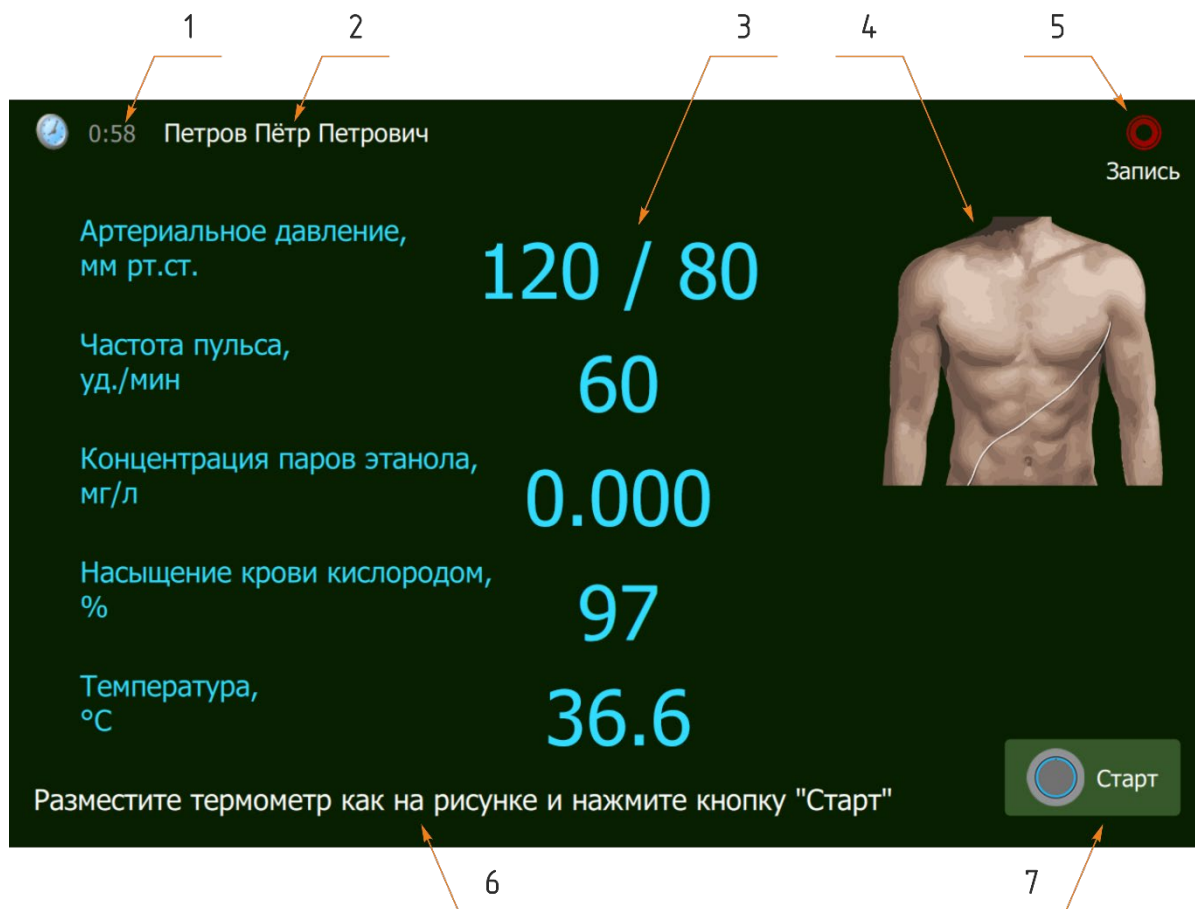 1
2
3
4
5
0:58
Петров Пётр Петрович
Запись
Артериальное давление,
мм рт.ст.
120 / 80
Частота пульса,
уд./мин
60
Концентрация паров этанола,
мг/л
0.000
Насыщение крови кислородом,
%
97
Температура,
°C
36.6
Старт
Разместите термометр как на рисунке и нажмите кнопку "Старт"
6
7